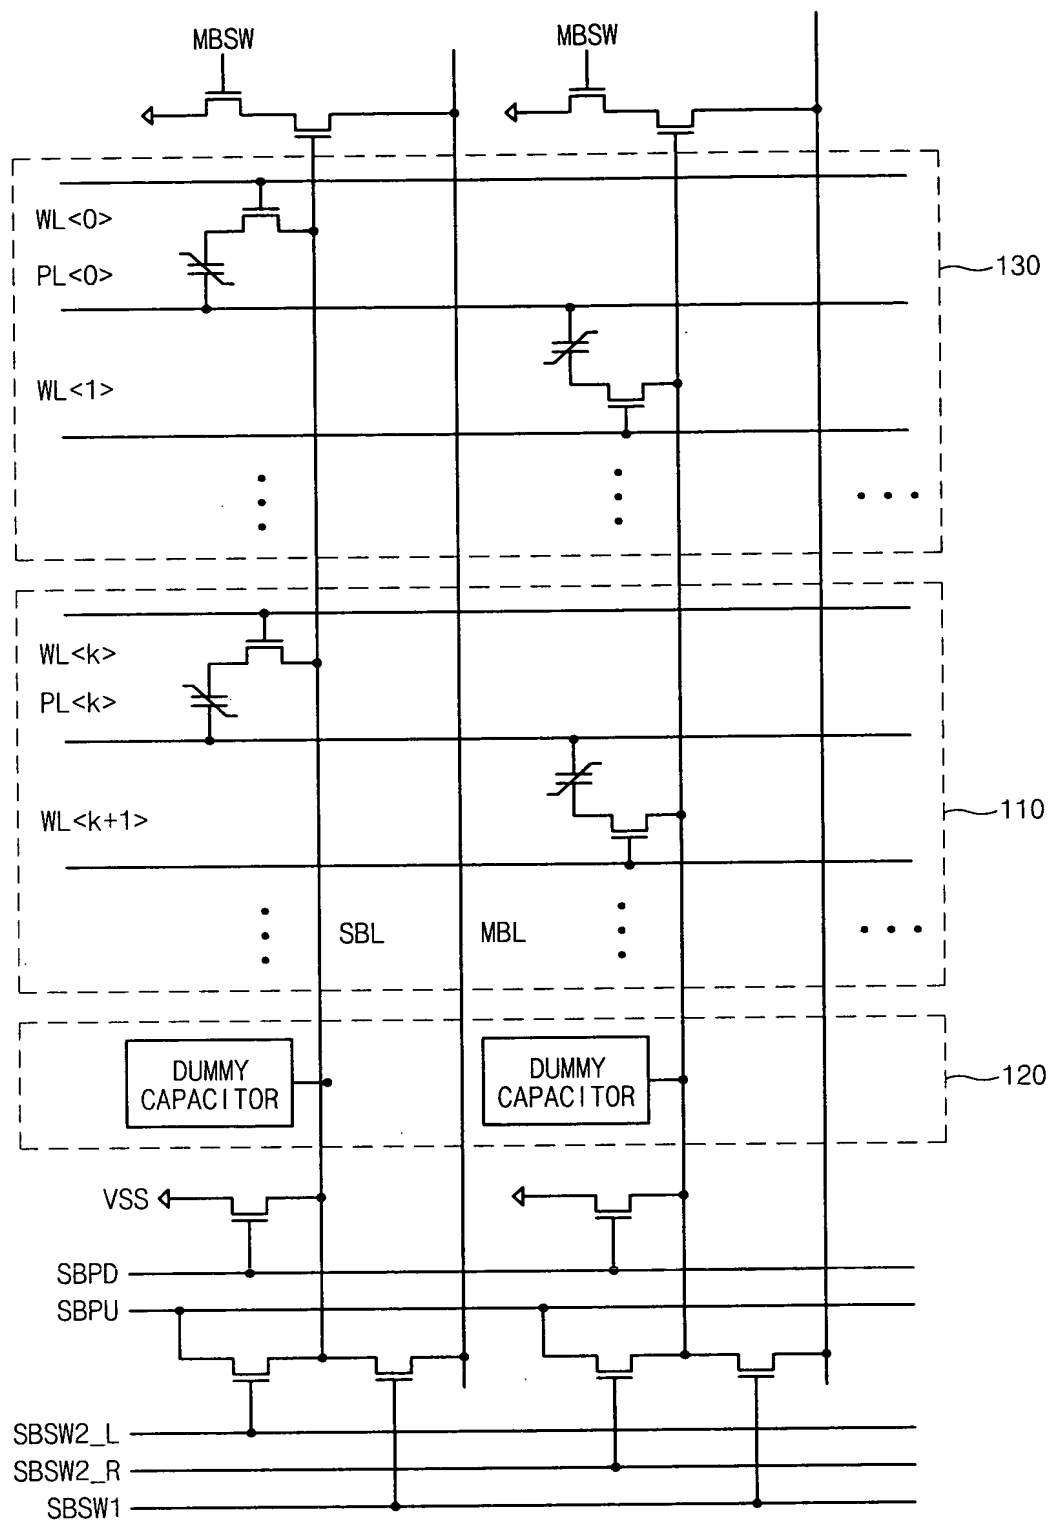 MBSW
MBSW
WL<0>
PL<0>
130
WL<1>
WL<k>
PL<k>
WL<k+1>
110
SBL
MBL
DUMMY
CAPACITOR
DUMMY
CAPACITOR
120
VSS
SBPD
SBPU
SBSW2_L
SBSW2_R
SBSW1